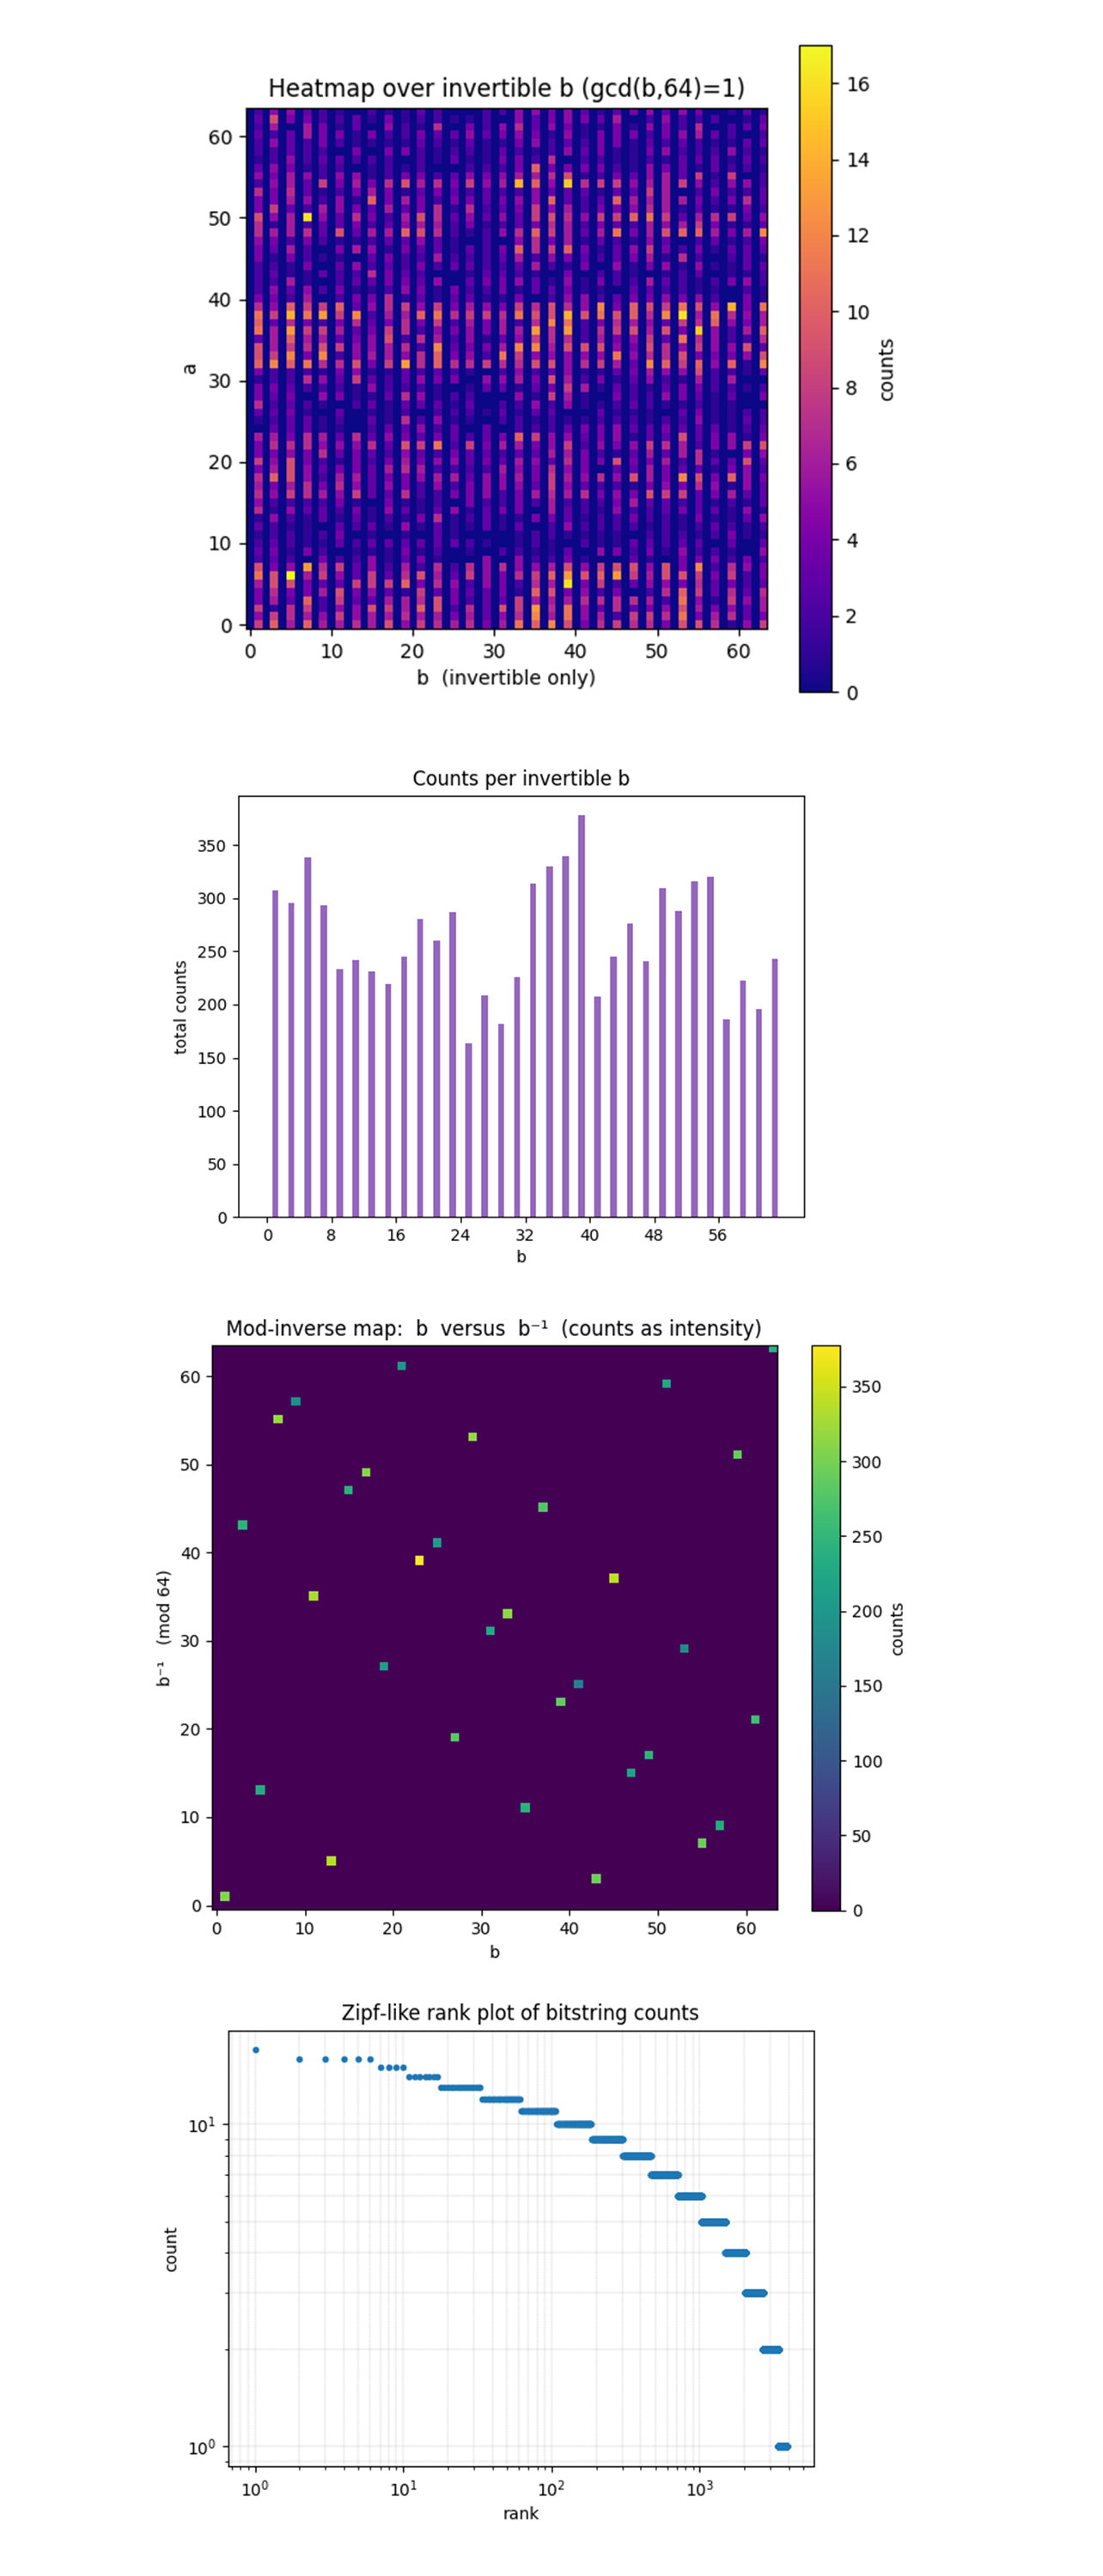 Heatmap over invertible b (gcd(b,64)=1)
60
50
40
30
20
10
0
a
0 10 20 30 40 50 60
b (invertible only)
16
14
12
10
8
6
4
2
0
counts
Counts per invertible b
350
300
250
200
150
100
50
0
total counts
0 8 16 24 32 40 48 56
b
Mod-inverse map: b versus b⁻¹ (counts as intensity)
60
50
40
30
20
10
0
b⁻¹ (mod 64)
0 10 20 30 40 50 60
b
350
300
250
200
150
100
50
0
counts
Zipf-like rank plot of bitstring counts
10¹
10⁰
count
10⁰ 10¹ 10² 10³
rank